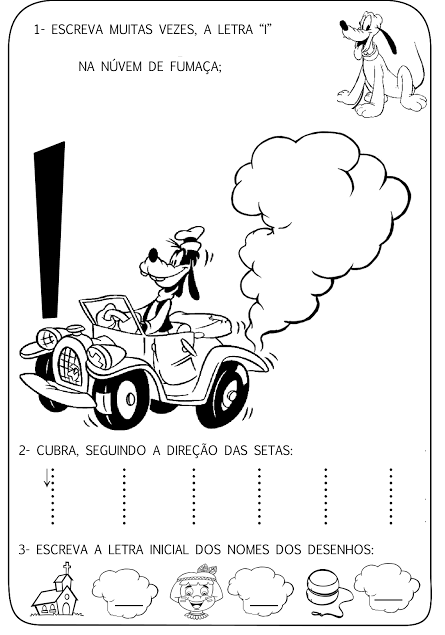 1- ESCREVA MUITAS VEZES, A LETRA “I”
NA NÚVEM DE FUMAÇA;
I
2- CUBRA, SEGUINDO A DIREÇÃO DAS SETAS:
3- ESCREVA A LETRA INICIAL DOS NOMES DOS DESENHOS: